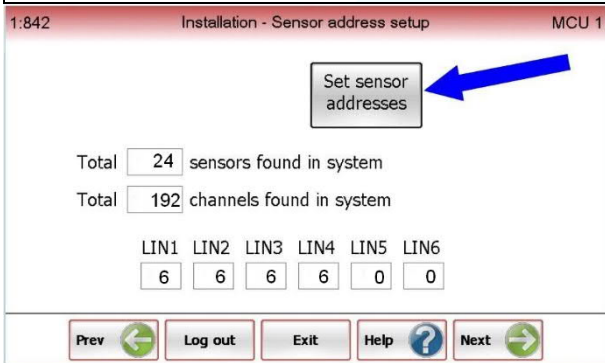 1:842 Installation - Sensor address setup MCU 1
Set sensor
addresses
Total 24 sensors found in system
Total 192 channels found in system
LIN1 LIN2 LIN3 LIN4 LIN5 LIN6
6 6 6 6 0 0
Prev Log out Exit Help ? Next